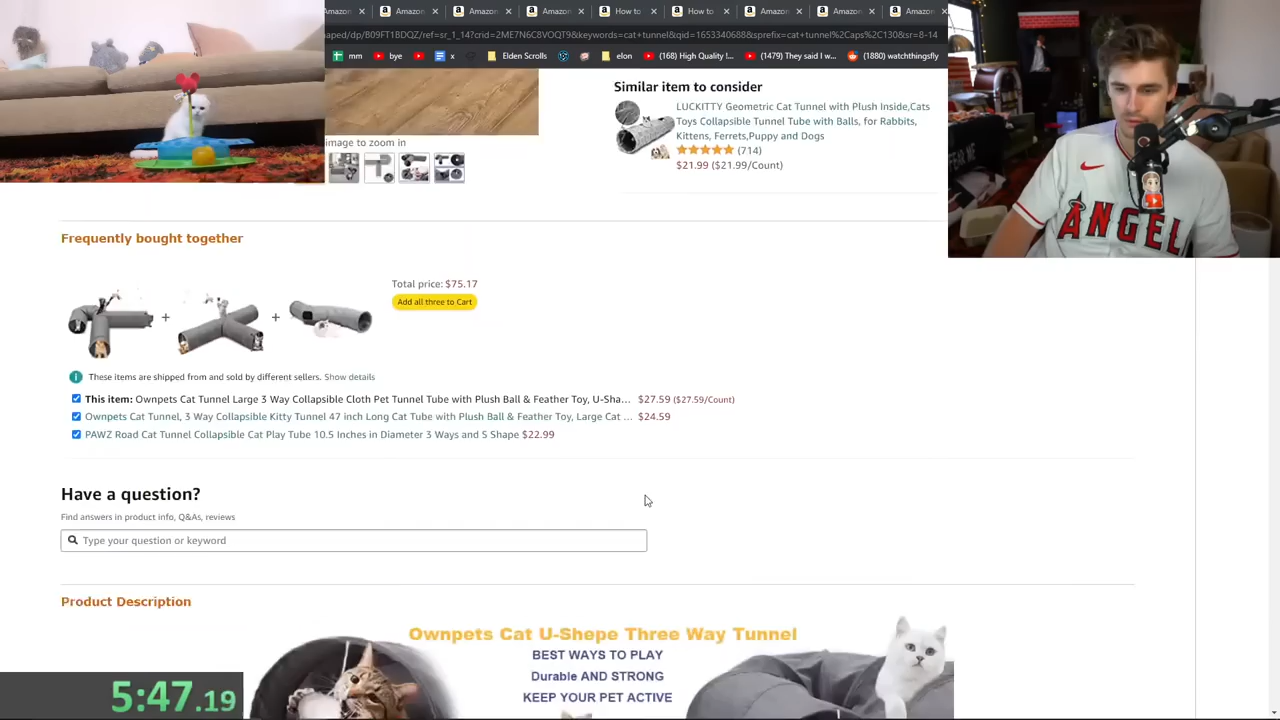 Amazon Amazon Amazon Amazon How to How to Amazon Amazon Amazon
aped/dp/B09FT1BDQZ/ref=sr_1_14?crid=2ME7N6C8VOQT9&keywords=cat+tunnel&qid=1653340688&sprefix=cat+tunnel%2Caps%2C130&sr=8-14
mm bye x Elden Scrolls elon (168) High Quality !... (1479) They said I w... (1880) watchthingsfly
image to zoom in
Similar item to consider
LUCKITTY Geometric Cat Tunnel with Plush Inside,Cats
Toys Collapsible Tunnel Tube with Balls, for Rabbits,
Kittens, Ferrets,Puppy and Dogs
(714)
$21.99 ($21.99/Count)
ANGEL
Frequently bought together
Total price: $75.17
Add all three to Cart
+ +
These items are shipped from and sold by different sellers. Show details
This item: Ownpets Cat Tunnel Large 3 Way Collapsible Cloth Pet Tunnel Tube with Plush Ball & Feather Toy, U-Sha... $27.59 ($27.59/Count)
Ownpets Cat Tunnel, 3 Way Collapsible Kitty Tunnel 47 inch Long Cat Tube with Plush Ball & Feather Toy, Large Cat ... $24.59
PAWZ Road Cat Tunnel Collapsible Cat Play Tube 10.5 Inches in Diameter 3 Ways and S Shape $22.99
Have a question?
Find answers in product info, Q&As, reviews
Type your question or keyword
Product Description
Ownpets Cat U-Shepe Three Way Tunnel
BEST WAYS TO PLAY
Durable AND STRONG
KEEP YOUR PET ACTIVE
5:47.19